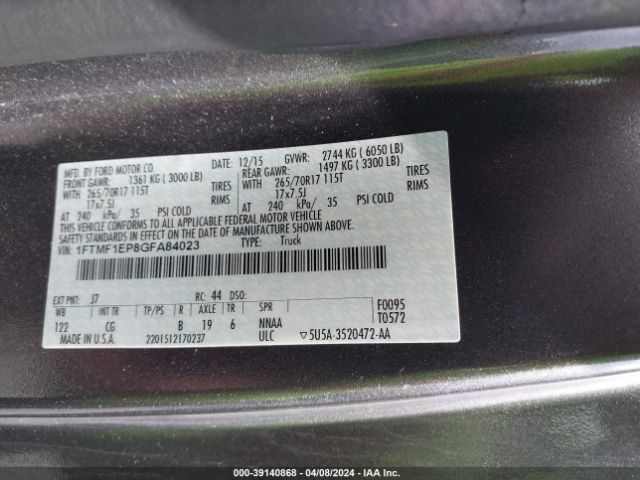 MFD. BY FORD MOTOR CO.
DATE: 12/15 GVWR: 2744 KG ( 6050 LB)
FRONT GAWR: 1361 KG ( 3000 LB) REAR GAWR: 1497 KG ( 3300 LB)
WITH 265/70R17 115T TIRES WITH 265/70R17 115T TIRES
17x7.5J RIMS 17x7.5J RIMS
AT 240 kPa/ 35 PSI COLD AT 240 kPa/ 35 PSI COLD
THIS VEHICLE CONFORMS TO ALL APPLICABLE FEDERAL MOTOR VEHICLE
SAFETY STANDARDS IN EFFECT ON THE DATE OF MANUFACTURE SHOWN ABOVE.
VIN: 1FTMF1EP8GFA84023 TYPE: Truck
F0095
T0572
EXT PNT: J7 RC: 44 DSO:
WB INT TR TP/PS R AXLE TR SPR
122 CG B 19 6 NNAA
MADE IN U.S.A. 2201512170237 ULC ▽5U5A-3520472-AA
000-39140868 - 04/08/2024 - IAA Inc.